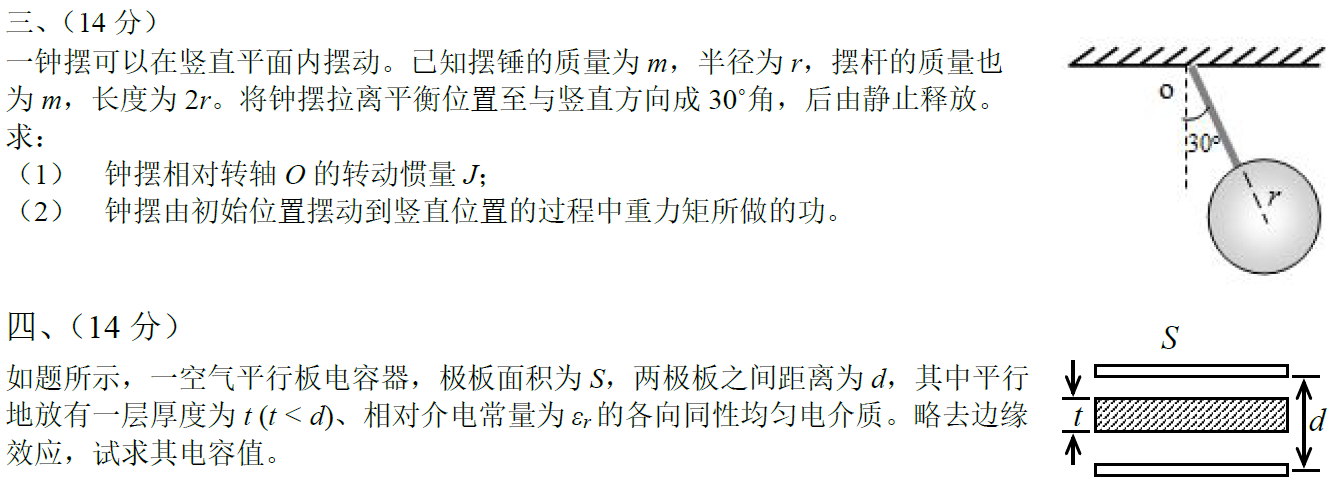 三、（14 分）
一钟摆可以在竖直平面内摆动。已知摆锤的质量为 m，半径为 r，摆杆的质量也
为 m，长度为 2r。将钟摆拉离平衡位置至与竖直方向成 30°角，后由静止释放。
求：
（1） 钟摆相对转轴 O 的转动惯量 J；
（2） 钟摆由初始位置摆动到竖直位置的过程中重力矩所做的功。
O
30°
r
四、（14 分）
如题所示，一空气平行板电容器，极板面积为 S，两极板之间距离为 d，其中平行
地放有一层厚度为 t (t < d)、相对介电常量为 εr 的各向同性均匀电介质。略去边缘
效应，试求其电容值。
S
t
d